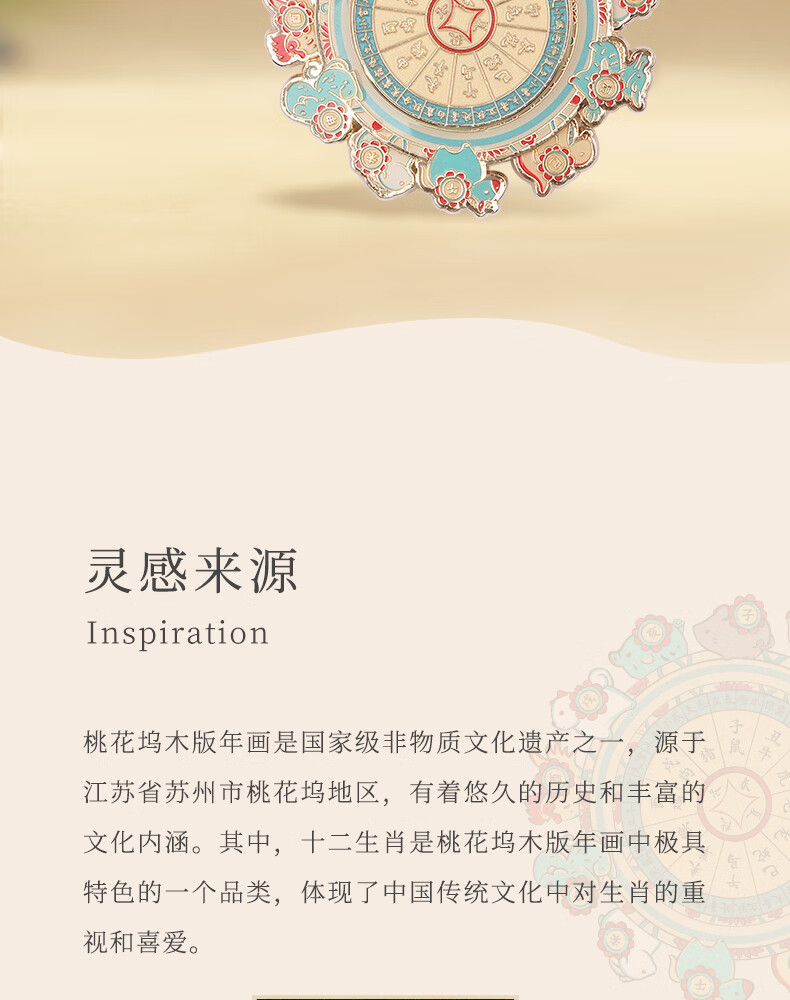 灵感来源
Inspiration
桃花坞木版年画是国家级非物质文化遗产之一，源于
江苏省苏州市桃花坞地区，有着悠久的历史和丰富的
文化内涵。其中，十二生肖是桃花坞木版年画中极具
特色的一个品类，体现了中国传统文化中对生肖的重
视和喜爱。